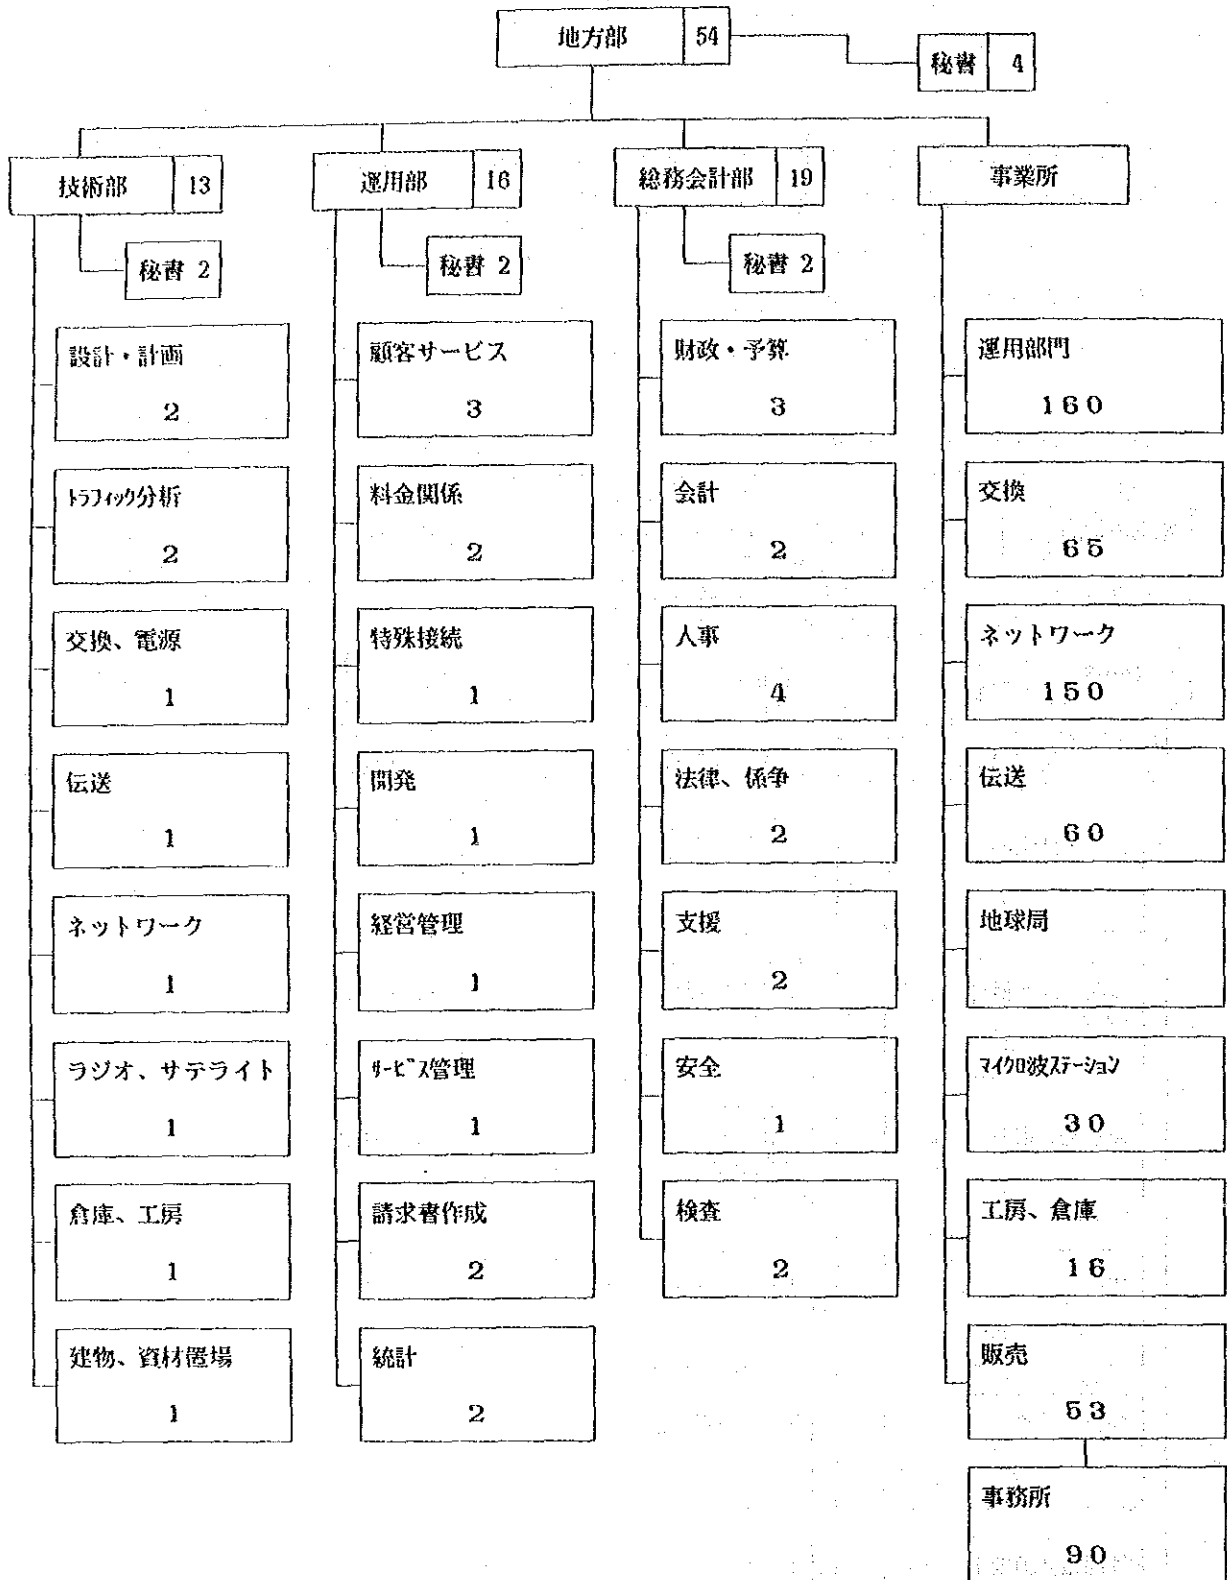 地方部 54
秘書 4
技術部 13
運用部 16
総務会計部 19
事業所
秘書 2
秘書 2
秘書 2
設計・計画
2
トラフィック分析
2
交換、電源
1
伝送
1
ネットワーク
1
ラジオ、サテライト
1
倉庫、工房
1
建物、資材置場
1
顧客サービス
3
料金関係
2
特殊接続
1
開発
1
経営管理
1
サービス管理
1
請求書作成
2
統計
2
財政・予算
3
会計
2
人事
4
法律、係争
2
支援
2
安全
1
検査
2
運用部門
160
交換
65
ネットワーク
150
伝送
60
地球局
マイクロ波ステーション
30
工房、倉庫
16
販売
53
事務所
90